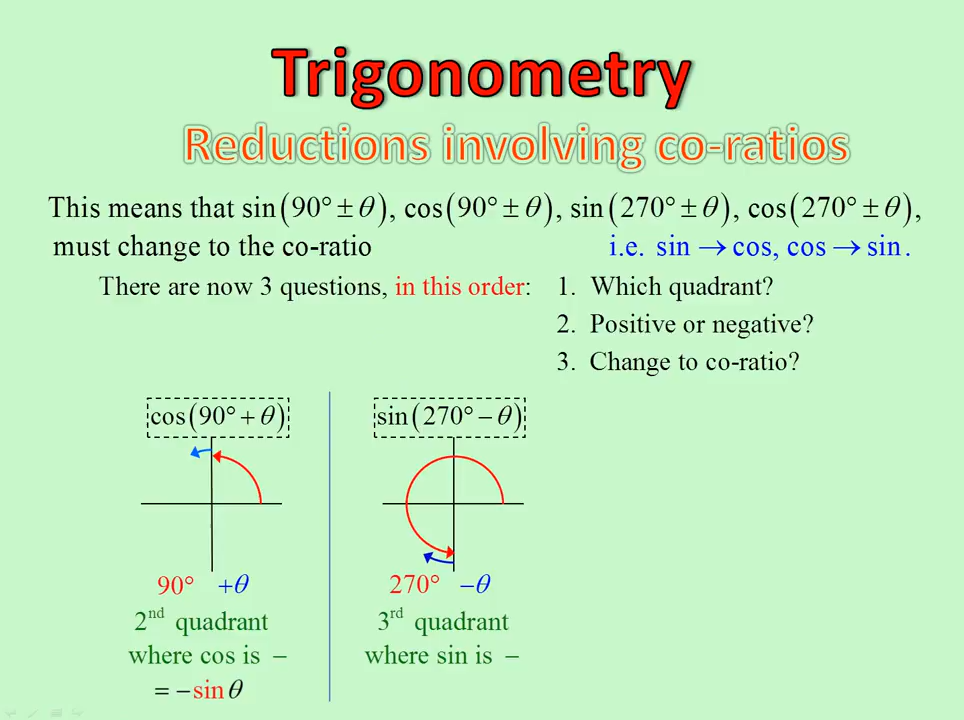 Trigonometry
Reductions involving co-ratios
This means that sin(90° ± θ), cos(90° ± θ), sin(270° ± θ), cos(270° ± θ),
must change to the co-ratio i.e. sin → cos, cos → sin.
There are now 3 questions, in this order: 1. Which quadrant?
2. Positive or negative?
3. Change to co-ratio?
cos(90° + θ)
90° +θ
2nd quadrant
where cos is −
= −sin θ
sin(270° − θ)
270° −θ
3rd quadrant
where sin is −